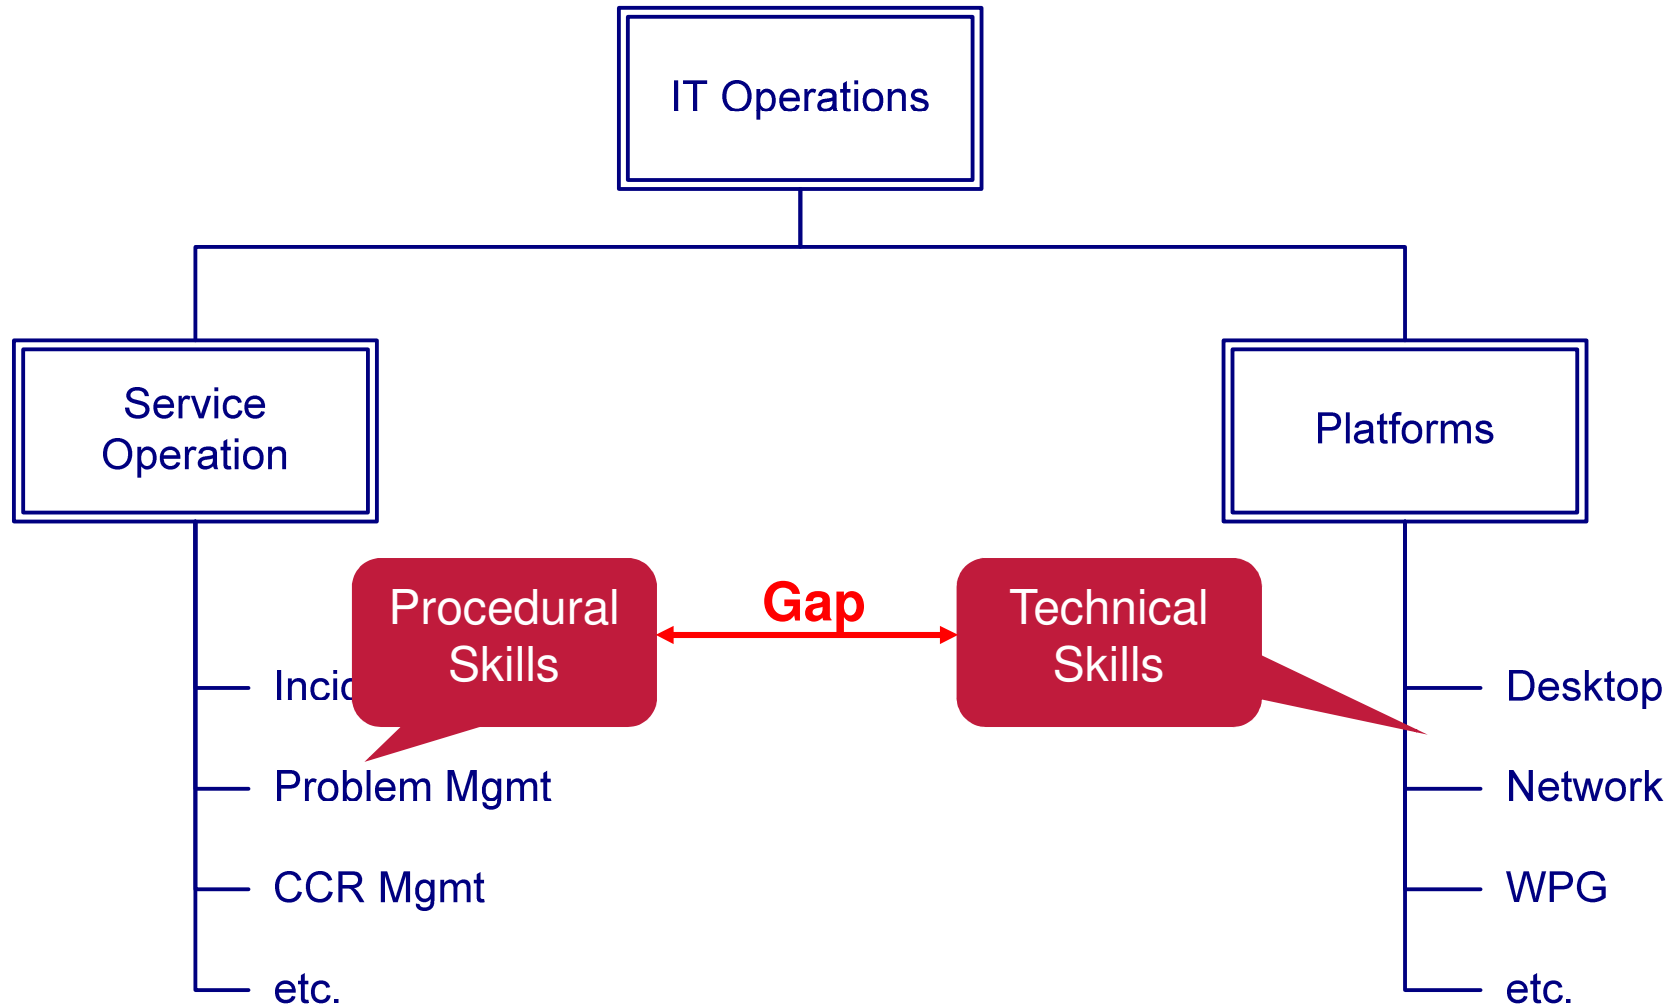 IT Operations
Service
Operation
Platforms
Procedural
Skills
Gap
Technical
Skills
Desktop
Problem Mgmt
Network
CCR Mgmt
WPG
etc.
etc.